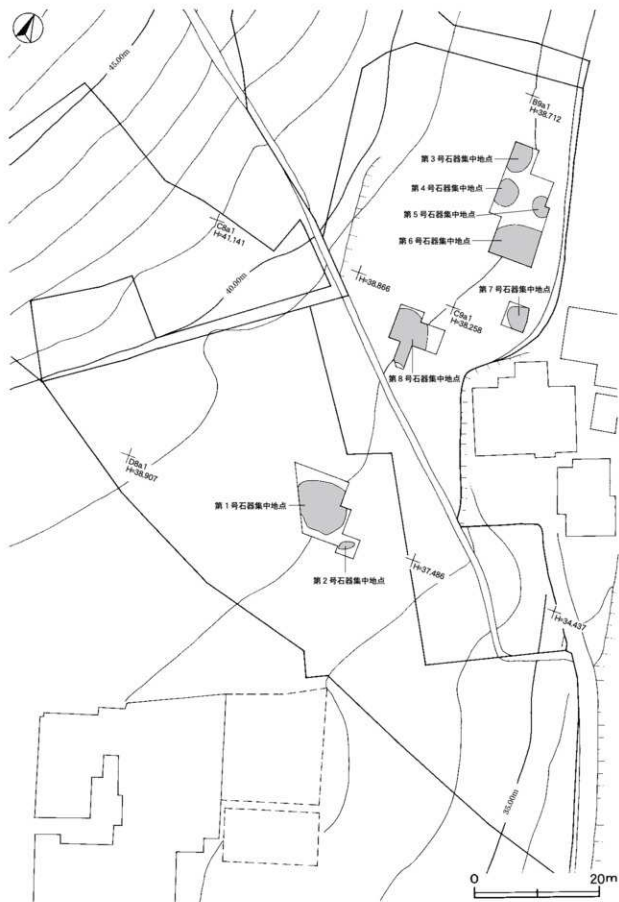 45.00m
B9a1
H=38.712
第３号石器集中地点
第４号石器集中地点
第５号石器集中地点
第６号石器集中地点
C8a1
H=41.141
40.00m
H=38.866
第７号石器集中地点
C9a1
H=38.258
第８号石器集中地点
D8a1
H=38.907
第１号石器集中地点
第２号石器集中地点
H=37.486
H=34.437
35.00m
0 20m